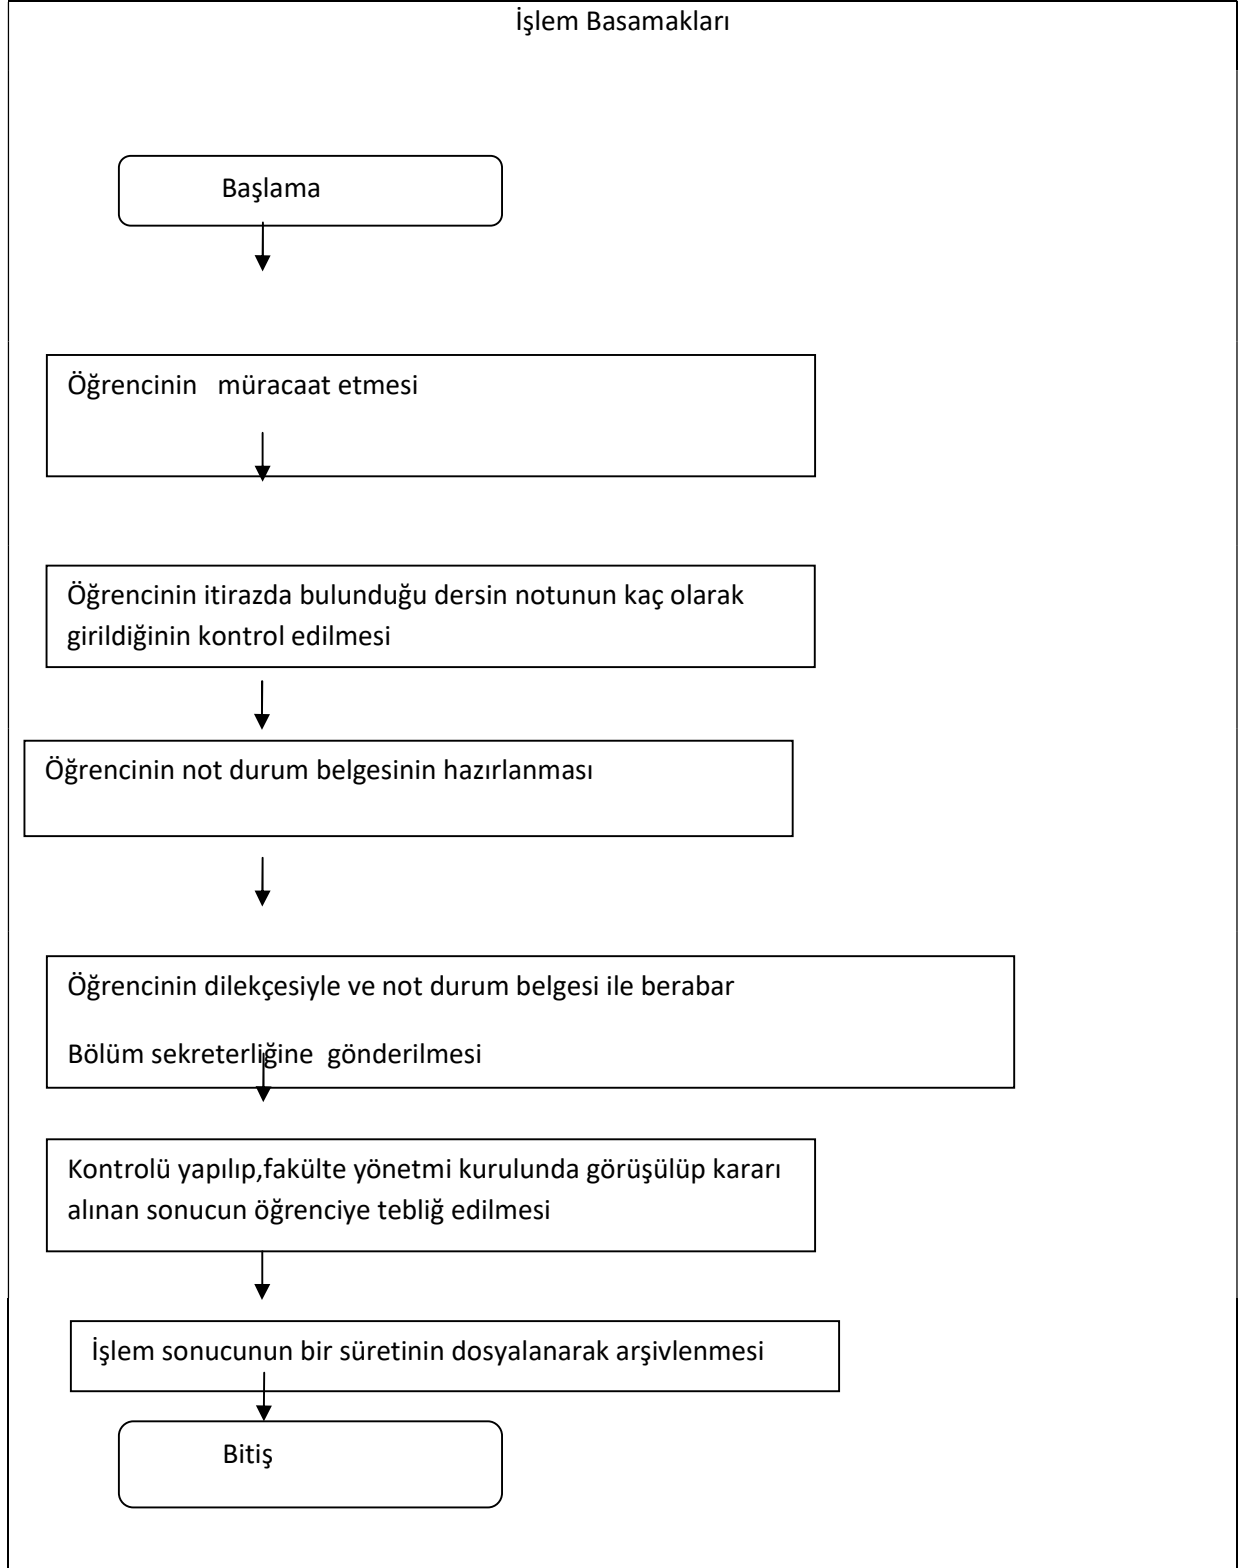 İşlem Basamakları
Başlama
Öğrencinin   müracaat etmesi
Öğrencinin itirazda bulunduğu dersin notunun kaç olarak
girildiğinin kontrol edilmesi
Öğrencinin not durum belgesinin hazırlanması
Öğrencinin dilekçesiyle ve not durum belgesi ile berabar
Bölüm sekreterliğine  gönderilmesi
Kontrolü yapılıp,fakülte yönetmi kurulunda görüşülüp kararı
alınan sonucun öğrenciye tebliğ edilmesi
İşlem sonucunun bir süretinin dosyalanarak arşivlenmesi
Bitiş